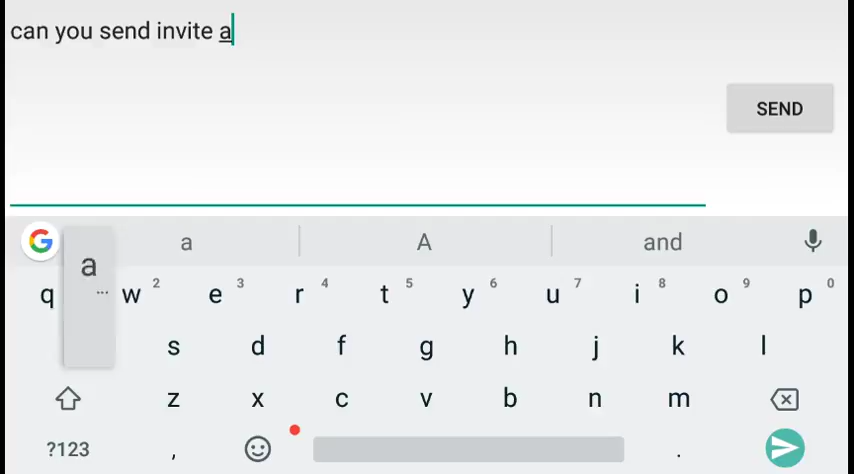 can you send invite a
SEND
a A and
a
q w 2 e 3 r 4 t 5 y 6 u 7 i 8 o 9 p 0
s d f g h j k l
z x c v b n m
?123 , .